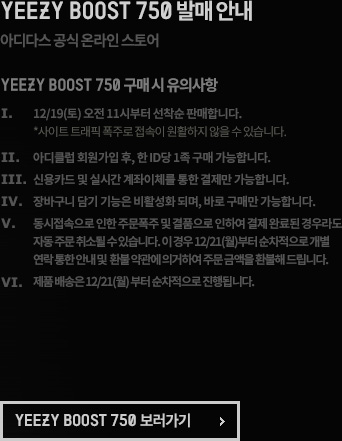 YEEZY BOOST 750 발매 안내
아디다스 공식 온라인 스토어
YEEZY BOOST 750 구매 시 유의사항
I. 12/19(토) 오전 11시부터 선착순 판매합니다.
*사이트 트래픽 폭주로 접속이 원활하지 않을 수 있습니다.
II. 아디클럽 회원가입 후, 한 ID당 1족 구매 가능합니다.
III. 신용카드 및 실시간 계좌이체를 통한 결제만 가능합니다.
IV. 장바구니 담기 기능은 비활성화 되며, 바로 구매만 가능합니다.
V. 동시접속으로 인한 주문폭주 및 결품으로 인하여 결제 완료된 경우라도
자동 주문 취소될 수 있습니다. 이 경우 12/21(월)부터 순차적으로 개별
연락 통한 안내 및 환불 약관에 의거하여 주문 금액을 환불해 드립니다.
VI. 제품 배송은 12/21(월) 부터 순차적으로 진행됩니다.
YEEZY BOOST 750 보러가기 >